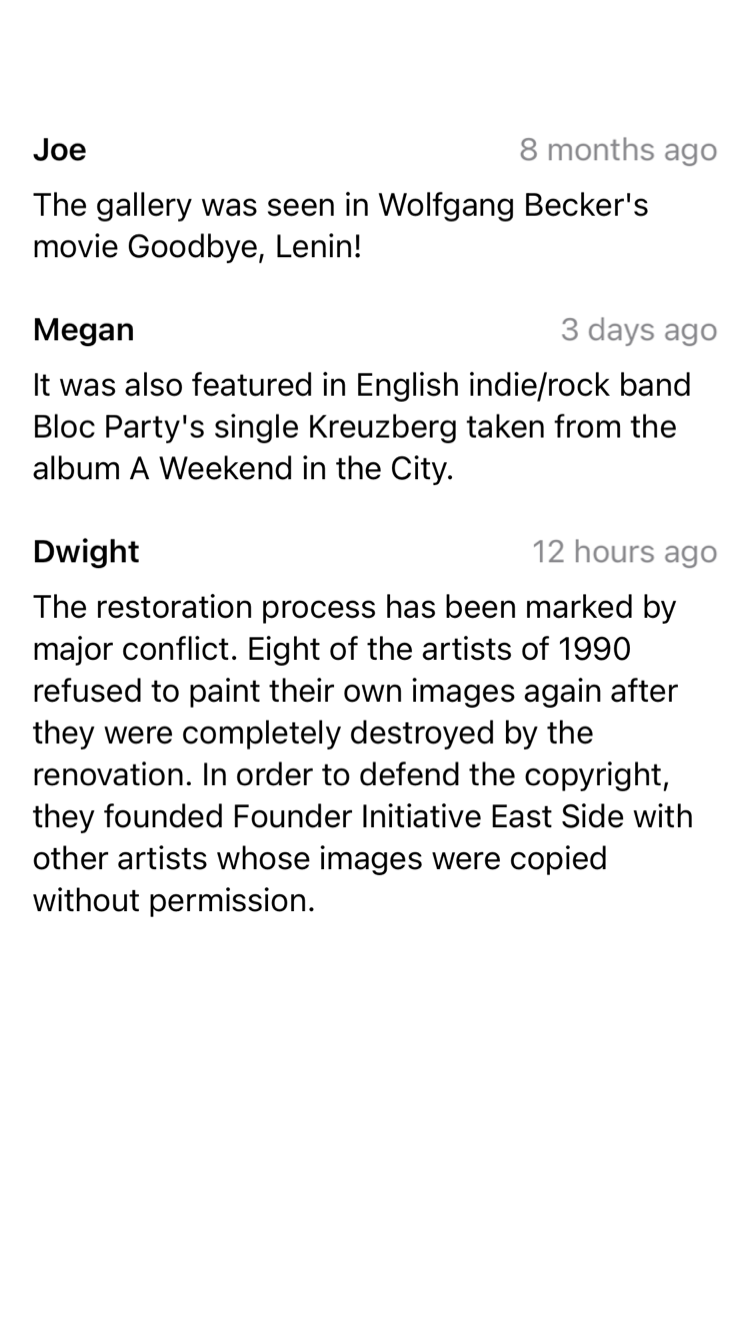 Joe 8 months ago
The gallery was seen in Wolfgang Becker's
movie Goodbye, Lenin!
Megan 3 days ago
It was also featured in English indie/rock band
Bloc Party's single Kreuzberg taken from the
album A Weekend in the City.
Dwight 12 hours ago
The restoration process has been marked by
major conflict. Eight of the artists of 1990
refused to paint their own images again after
they were completely destroyed by the
renovation. In order to defend the copyright,
they founded Founder Initiative East Side with
other artists whose images were copied
without permission.